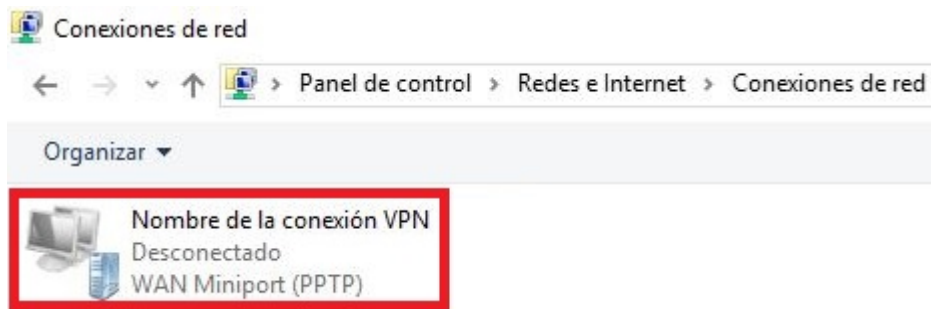 Conexiones de red
Panel de control > Redes e Internet > Conexiones de red
Organizar
Nombre de la conexión VPN
Desconectado
WAN Miniport (PPTP)